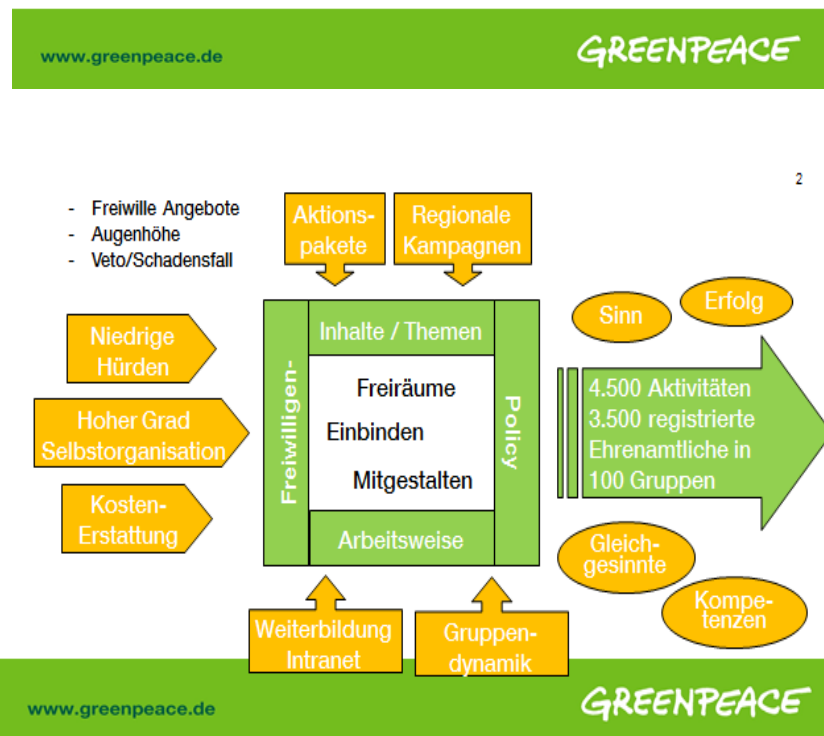 www.greenpeace.de
GREENPEACE
2
- Freiwille Angebote
- Augenhöhe
- Veto/Schadensfall
Aktions-
pakete
Regionale
Kampagnen
Niedrige
Hürden
Hoher Grad
Selbstorganisation
Kosten-
Erstattung
Freiwilligen-
Inhalte / Themen
Freiräume
Einbinden
Mitgestalten
Arbeitsweise
Policy
Sinn
Erfolg
4.500 Aktivitäten
3.500 registrierte
Ehrenamtliche in
100 Gruppen
Gleich-
gesinnte
Kompe-
tenzen
Weiterbildung
Intranet
Gruppen-
dynamik
www.greenpeace.de
GREENPEACE